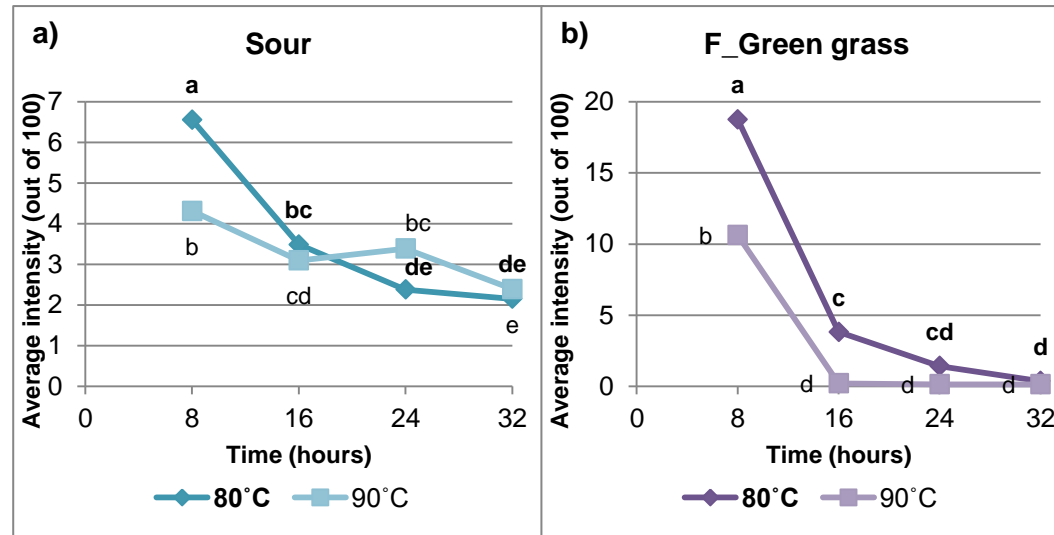 a)
Sour
Average intensity (out of 100)
7
6
5
4
3
2
1
0
a
b
bc
cd
bc
de
de
e
0 8 16 24 32
Time (hours)
80˚C 90˚C
b)
F_Green grass
Average intensity (out of 100)
20
15
10
5
0
a
b
c
d
cd
d
d
d
0 8 16 24 32
Time (hours)
80˚C 90˚C